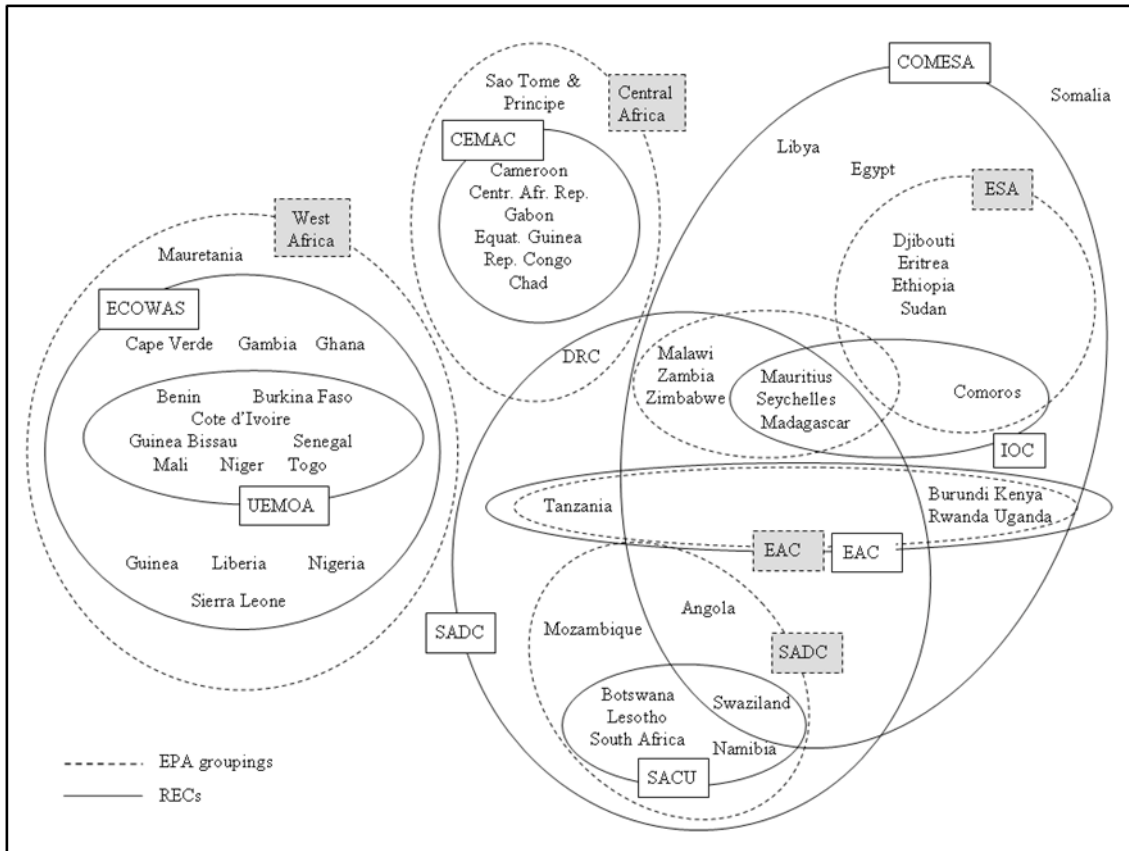 COMESA
Somalia
Sao Tome &
Principe
Central
Africa
CEMAC
Libya
Egypt
ESA
Cameroon
Centr. Afr. Rep.
Gabon
Equat. Guinea
Rep. Congo
Chad
West
Africa
Mauretania
Djibouti
Eritrea
Ethiopia
Sudan
ECOWAS
Cape Verde Gambia Ghana
DRC
Malawi
Zambia
Zimbabwe
Mauritius
Seychelles
Madagascar
Comoros
IOC
Benin Burkina Faso
Cote d'Ivoire
Guinea Bissau Senegal
Mali Niger Togo
UEMOA
Tanzania
Burundi Kenya
Rwanda Uganda
EAC
EAC
Guinea Liberia Nigeria
Sierra Leone
SADC
Mozambique
Angola
SADC
Botswana
Lesotho
South Africa
Swaziland
Namibia
SACU
EPA groupings
RECs